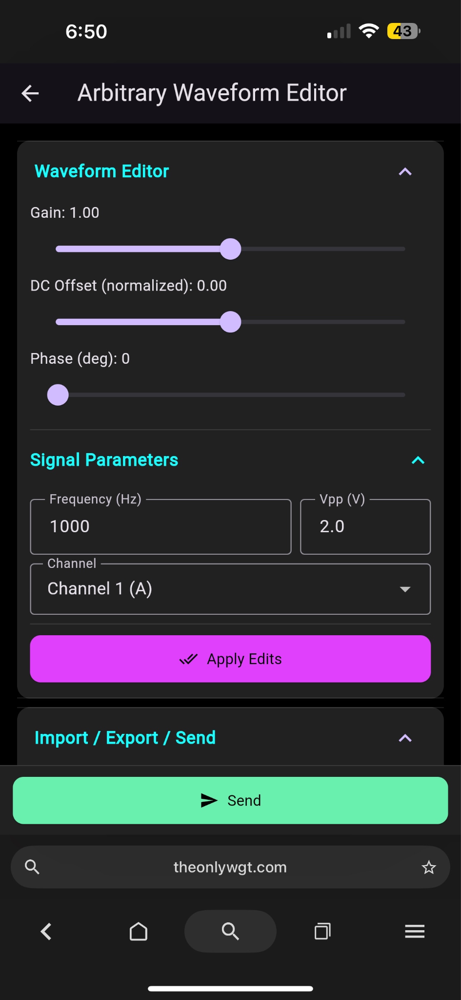 6:50
43
Arbitrary Waveform Editor
Waveform Editor
Gain: 1.00
DC Offset (normalized): 0.00
Phase (deg): 0
Signal Parameters
Frequency (Hz)
1000
Vpp (V)
2.0
Channel
Channel 1 (A)
Apply Edits
Import / Export / Send
Send
theonlywgt.com